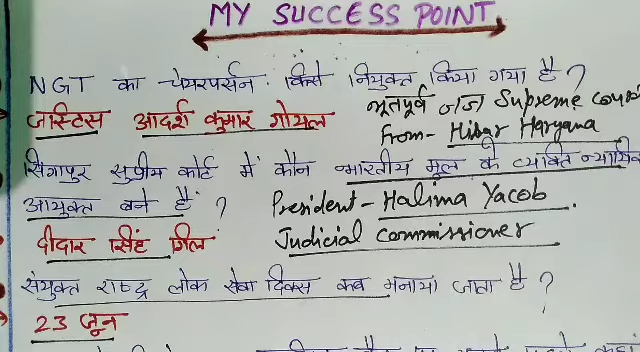 MY SUCCESS POINT
NGT का चेयरपर्सन किसे नियुक्त किया गया है ?
जस्टिस आदर्श कुमार गोयल
भूतपूर्व जज Supreme court
From- Hisar Haryana
सिंगापुर सुप्रीम कोर्ट में कौन भारतीय मूल के व्यक्ति न्यायिक
आयुक्त बने है ?
President - Halima Yacob
दीदार सिंह गिल
Judicial commissioner
संयुक्त राष्ट्र लोक सेवा दिवस कब मनाया जाता है ?
23 जून